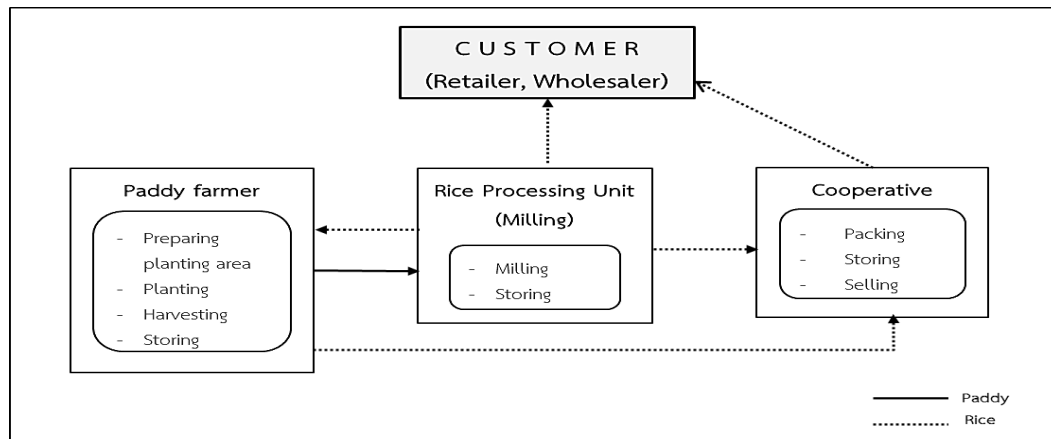 CUSTOMER
(Retailer, Wholesaler)
Paddy farmer
- Preparing
planting area
- Planting
- Harvesting
- Storing
Rice Processing Unit
(Milling)
- Milling
- Storing
Cooperative
- Packing
- Storing
- Selling
Paddy
Rice